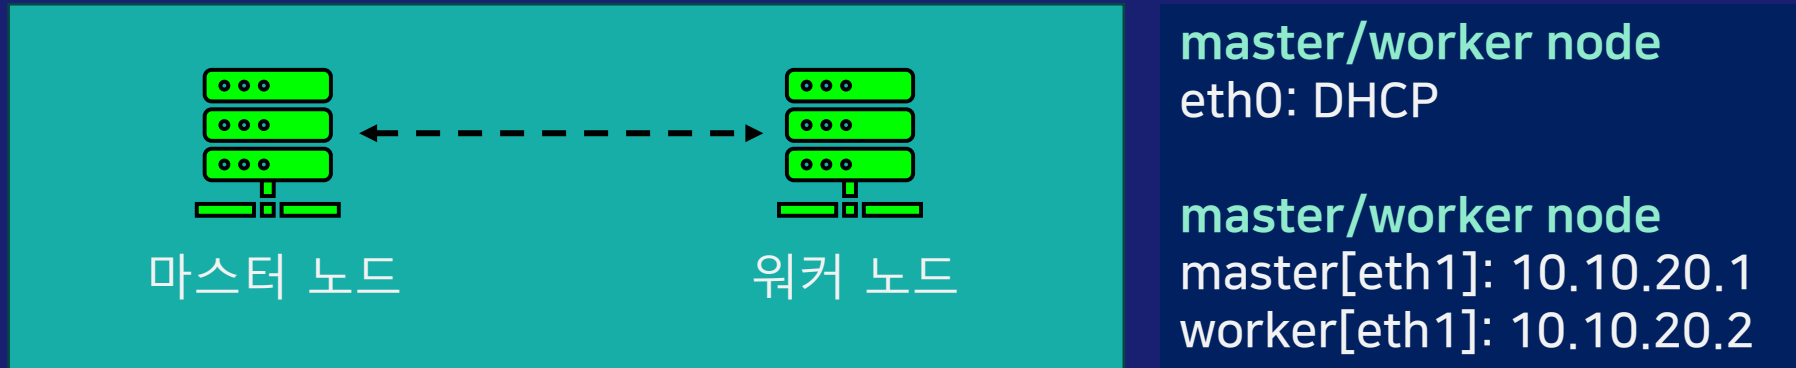 마스터 노드
워커 노드
master/worker node
eth0: DHCP
master/worker node
master[eth1]: 10.10.20.1
worker[eth1]: 10.10.20.2